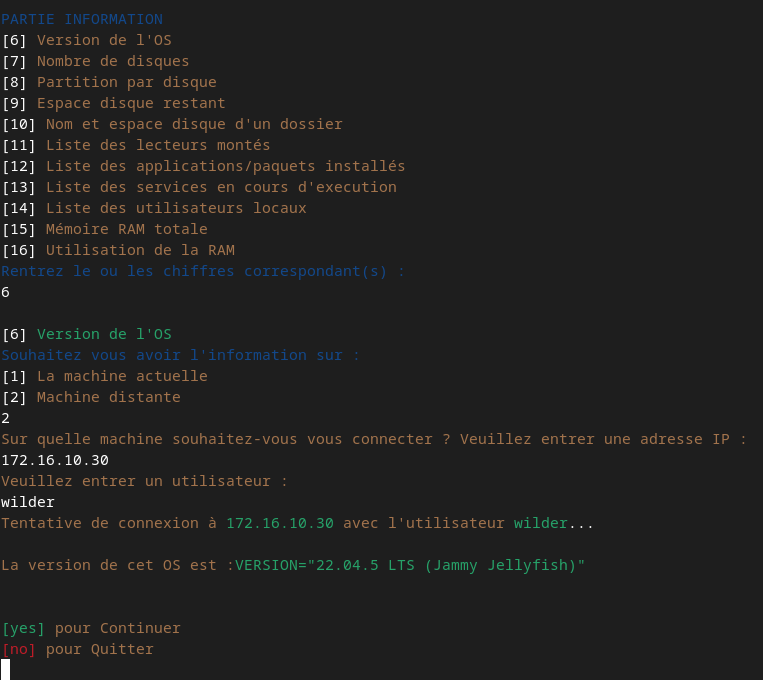 PARTIE INFORMATION
[6] Version de l'OS
[7] Nombre de disques
[8] Partition par disque
[9] Espace disque restant
[10] Nom et espace disque d'un dossier
[11] Liste des lecteurs montés
[12] Liste des applications/paquets installés
[13] Liste des services en cours d'execution
[14] Liste des utilisateurs locaux
[15] Mémoire RAM totale
[16] Utilisation de la RAM
Rentrez le ou les chiffres correspondant(s) :
6
[6] Version de l'OS
Souhaitez vous avoir l'information sur :
[1] La machine actuelle
[2] Machine distante
2
Sur quelle machine souhaitez-vous vous connecter ? Veuillez entrer une adresse IP :
172.16.10.30
Veuillez entrer un utilisateur :
wilder
Tentative de connexion à 172.16.10.30 avec l'utilisateur wilder...
La version de cet OS est :VERSION="22.04.5 LTS (Jammy Jellyfish)"
[yes] pour Continuer
[no] pour Quitter